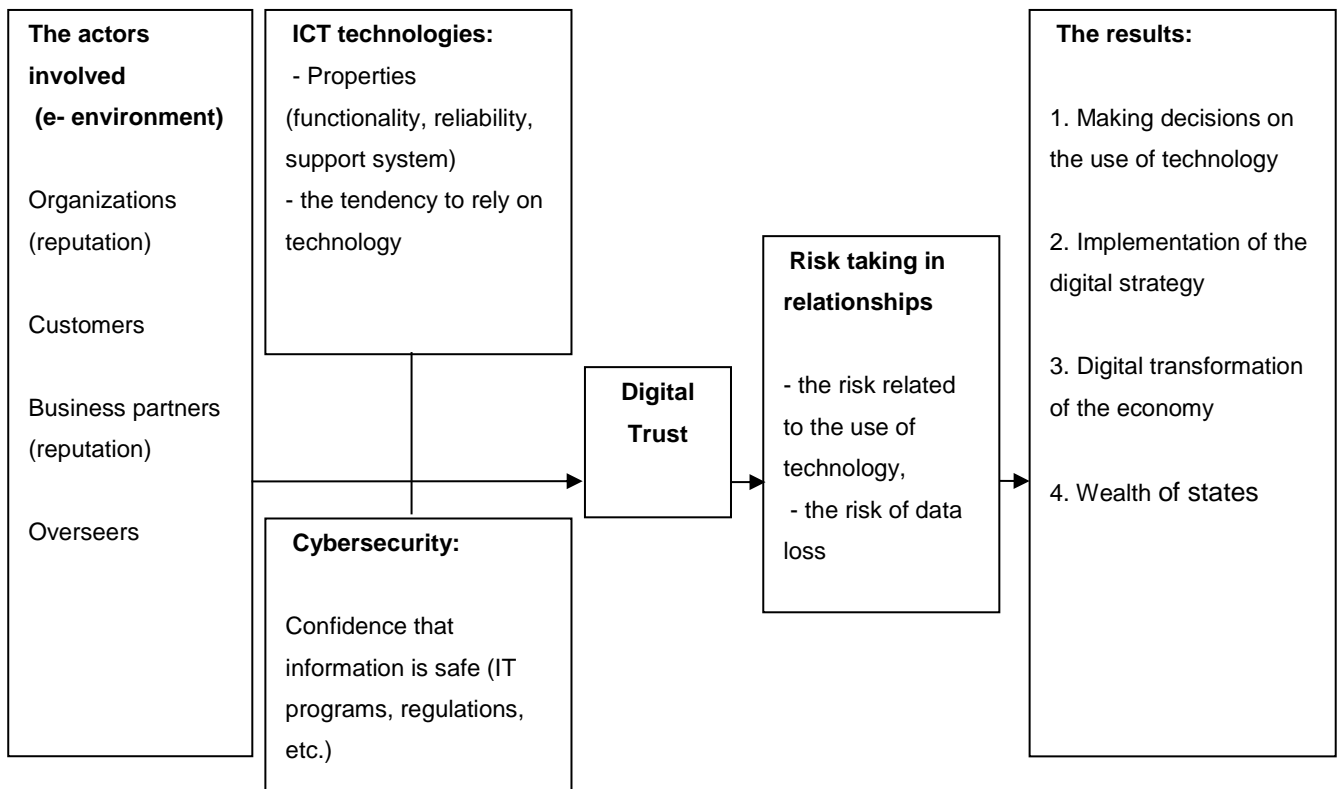 The actors
involved
(e- environment)
Organizations
(reputation)
Customers
Business partners
(reputation)
Overseers
ICT technologies:
- Properties
(functionality, reliability,
support system)
- the tendency to rely on
technology
Cybersecurity:
Confidence that
information is safe (IT
programs, regulations,
etc.)
Digital
Trust
Risk taking in
relationships
- the risk related
to the use of
technology,
- the risk of data
loss
The results:
1. Making decisions on
the use of technology
2. Implementation of the
digital strategy
3. Digital transformation
of the economy
4. Wealth of states